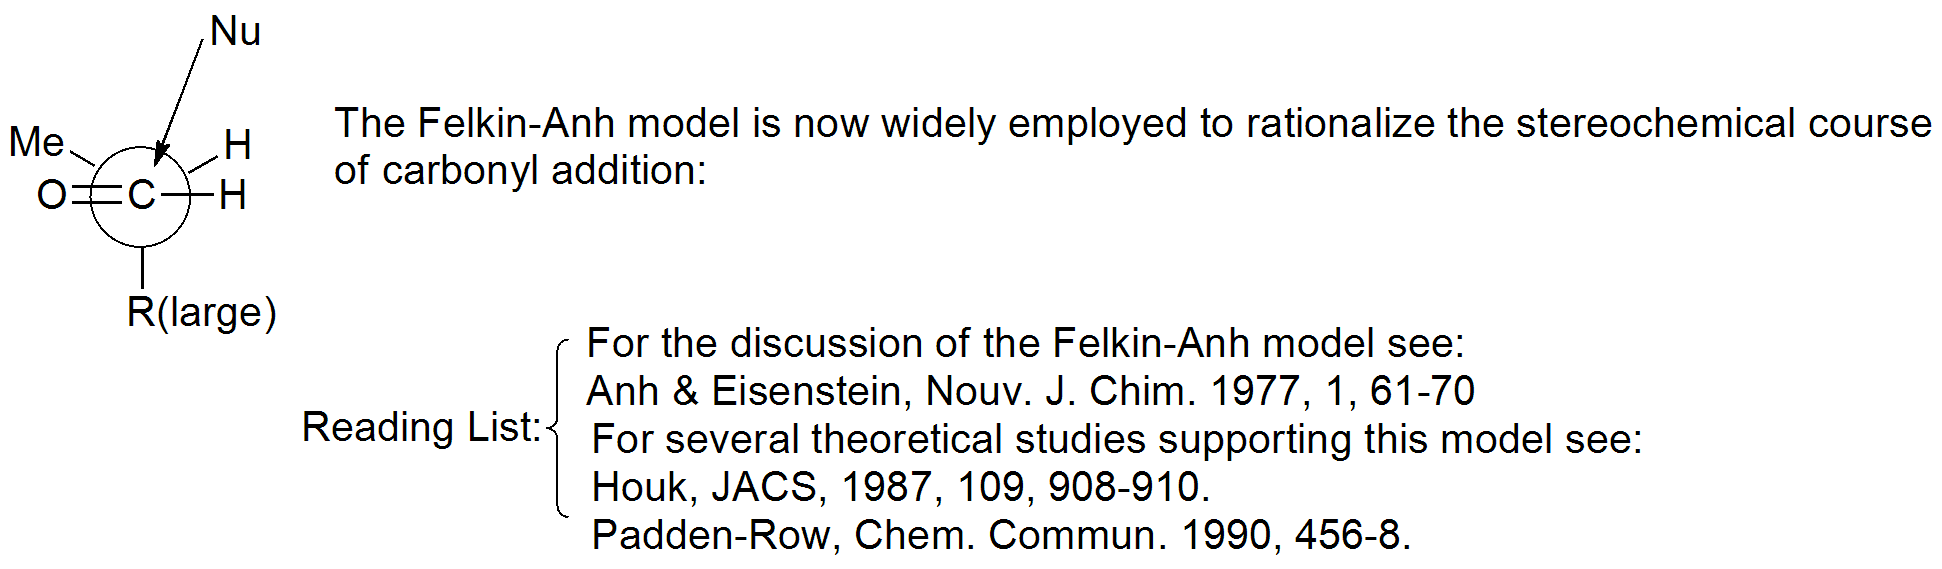 Nu
Me
H
O
C
H
R(large)
The Felkin-Anh model is now widely employed to rationalize the stereochemical course
of carbonyl addition:
Reading List:
For the discussion of the Felkin-Anh model see:
Anh & Eisenstein, Nouv. J. Chim. 1977, 1, 61-70
For several theoretical studies supporting this model see:
Houk, JACS, 1987, 109, 908-910.
Padden-Row, Chem. Commun. 1990, 456-8.